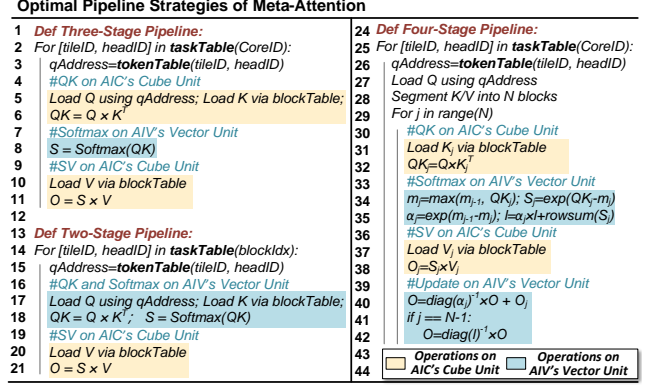 Optimal Pipeline Strategies of Meta-Attention
1 Def Three-Stage Pipeline:
2 For [tileID, headID] in taskTable(CoreID):
3 qAddress=tokenTable(tileID, headID)
4 #QK on AIC's Cube Unit
5 Load Q using qAddress; Load K via blockTable;
6 QK = Q × K^T
7 #Softmax on AIV's Vector Unit
8 S = Softmax(QK)
9 #SV on AIC's Cube Unit
10 Load V via blockTable
11 O = S × V
12
13 Def Two-Stage Pipeline:
14 For [tileID, headID] in taskTable(blockIdx):
15 qAddress=tokenTable(tileID, headID)
16 #QK and Softmax on AIV's Vector Unit
17 Load Q using qAddress; Load K via blockTable;
18 QK = Q × K^T; S = Softmax(QK)
19 #SV on AIC's Cube Unit
20 Load V via blockTable
21 O = S × V
24 Def Four-Stage Pipeline:
25 For [tileID, headID] in taskTable(CoreID):
26 qAddress=tokenTable(tileID, headID)
27 Load Q using qAddress
28 Segment K/V into N blocks
29 For j in range(N)
30 #QK on AIC's Cube Unit
31 Load K_j via blockTable
32 QK_j=Q×K_j^T
33 #Softmax on AIV's Vector Unit
34 m_j=max(m_{j-1}, QK_j); S_j=exp(QK_j-m_j)
35 α_j=exp(m_{j-1}-m_j); l=α_j×l+rowsum(S_j)
36 #SV on AIC's Cube Unit
37 Load V_j via blockTable
38 O_j=S_j×V_j
39 #Update on AIV's Vector Unit
40 O=diag(α_j)^{-1}×O + O_j
41 if j == N-1:
42 O=diag(l)^{-1}×O
43
44
Operations on AIC's Cube Unit
Operations on AIV's Vector Unit